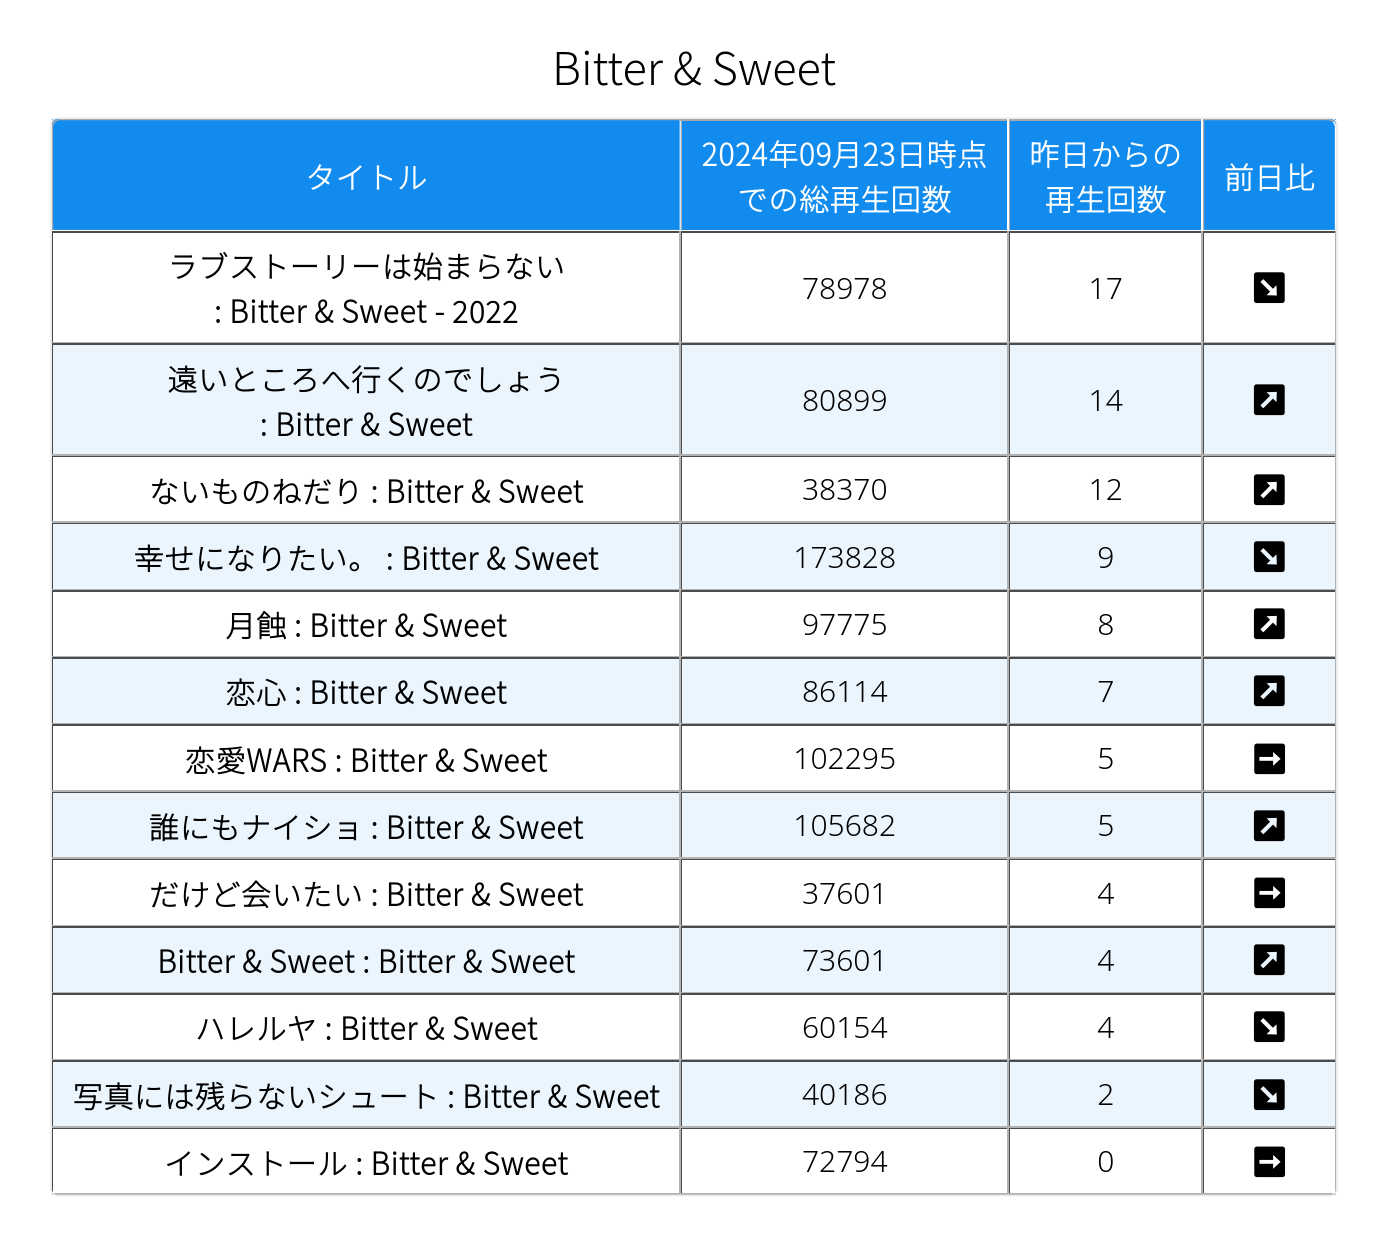 Bitter & Sweet
タイトル
2024年09月23日時点
での総再生回数
昨日からの
再生回数
前日比
ラブストーリーは始まらない
: Bitter & Sweet - 2022
78978
17
遠いところへ行くのでしょう
: Bitter & Sweet
80899
14
ないものねだり : Bitter & Sweet
38370
12
幸せになりたい。 : Bitter & Sweet
173828
9
月蝕 : Bitter & Sweet
97775
8
恋心 : Bitter & Sweet
86114
7
恋愛WARS : Bitter & Sweet
102295
5
誰にもナイショ : Bitter & Sweet
105682
5
だけど会いたい : Bitter & Sweet
37601
4
Bitter & Sweet : Bitter & Sweet
73601
4
ハレルヤ : Bitter & Sweet
60154
4
写真には残らないシュート : Bitter & Sweet
40186
2
インストール : Bitter & Sweet
72794
0